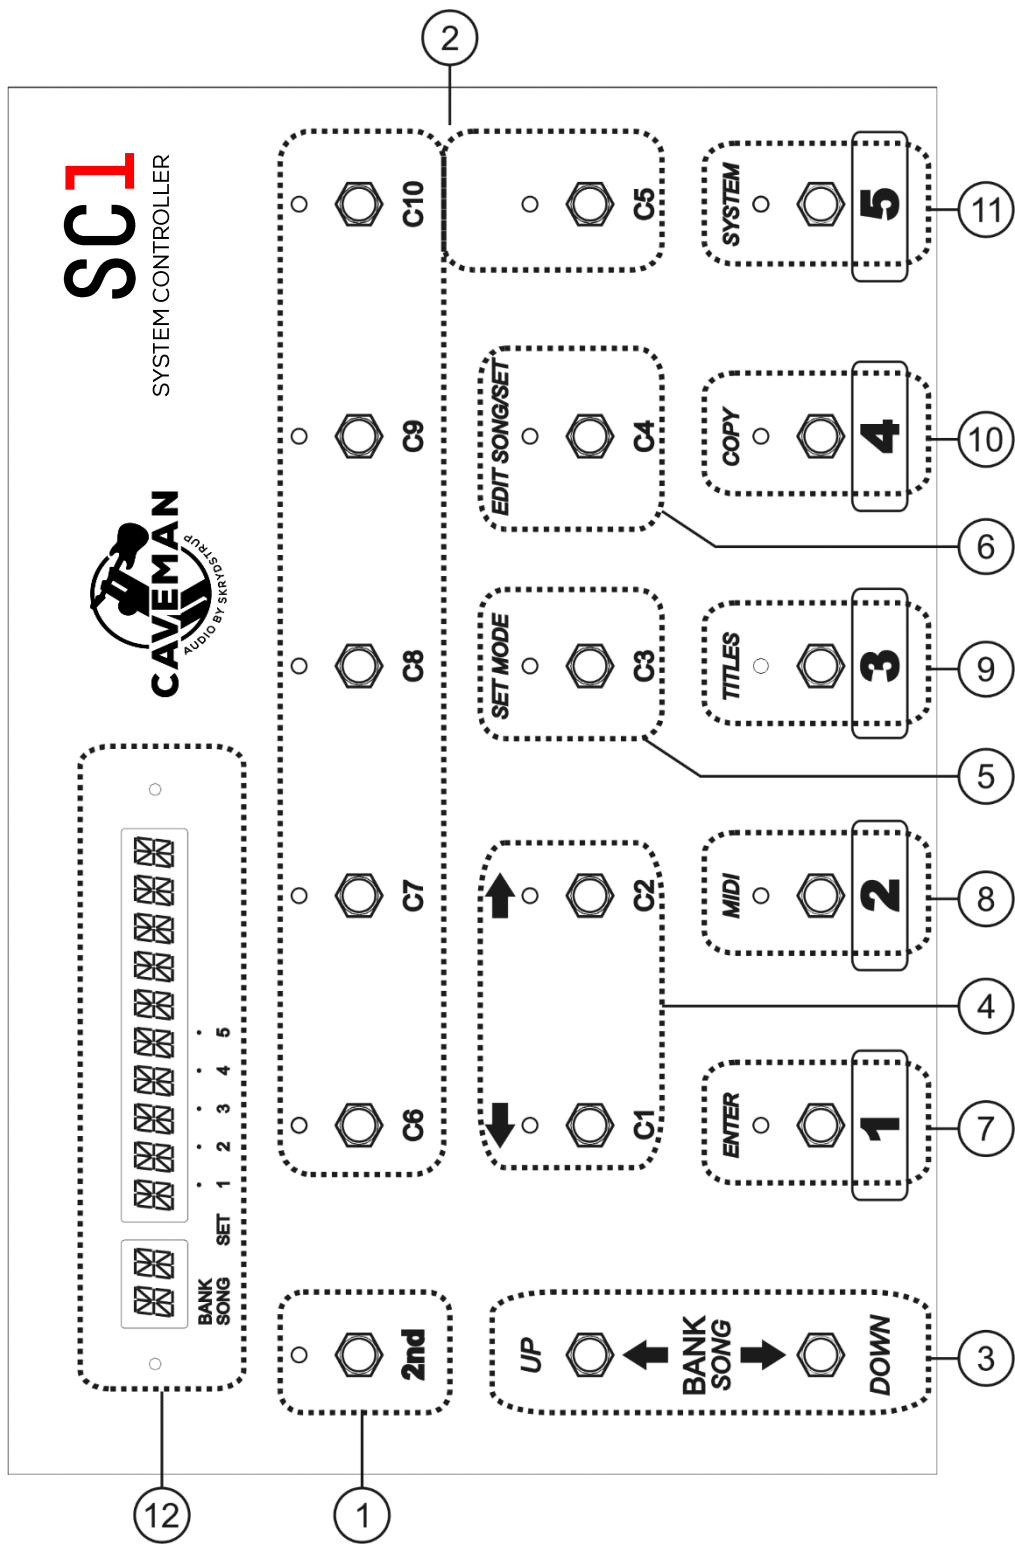 2
SC1
SYSTEM CONTROLLER
CAVEMAN
AUDIO BY SKRYDSTRUP
BANK
SONG
SET 1 2 3 4 5
2nd
C6
C7
C8
C9
C10
C1
C2
SET MODE
C3
EDIT SONG/SET
C4
C5
UP
BANK
SONG
DOWN
ENTER
1
MIDI
2
TITLES
3
COPY
4
SYSTEM
5
11
10
6
9
5
8
4
7
3
12
1